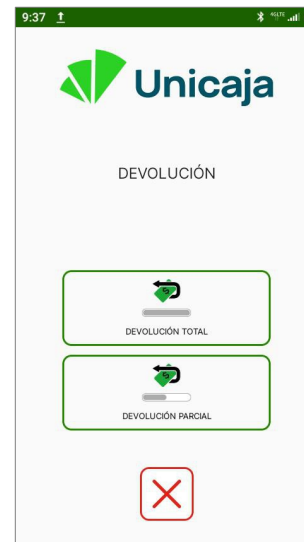 9:37
Unicaja
DEVOLUCIÓN
DEVOLUCIÓN TOTAL
DEVOLUCIÓN PARCIAL